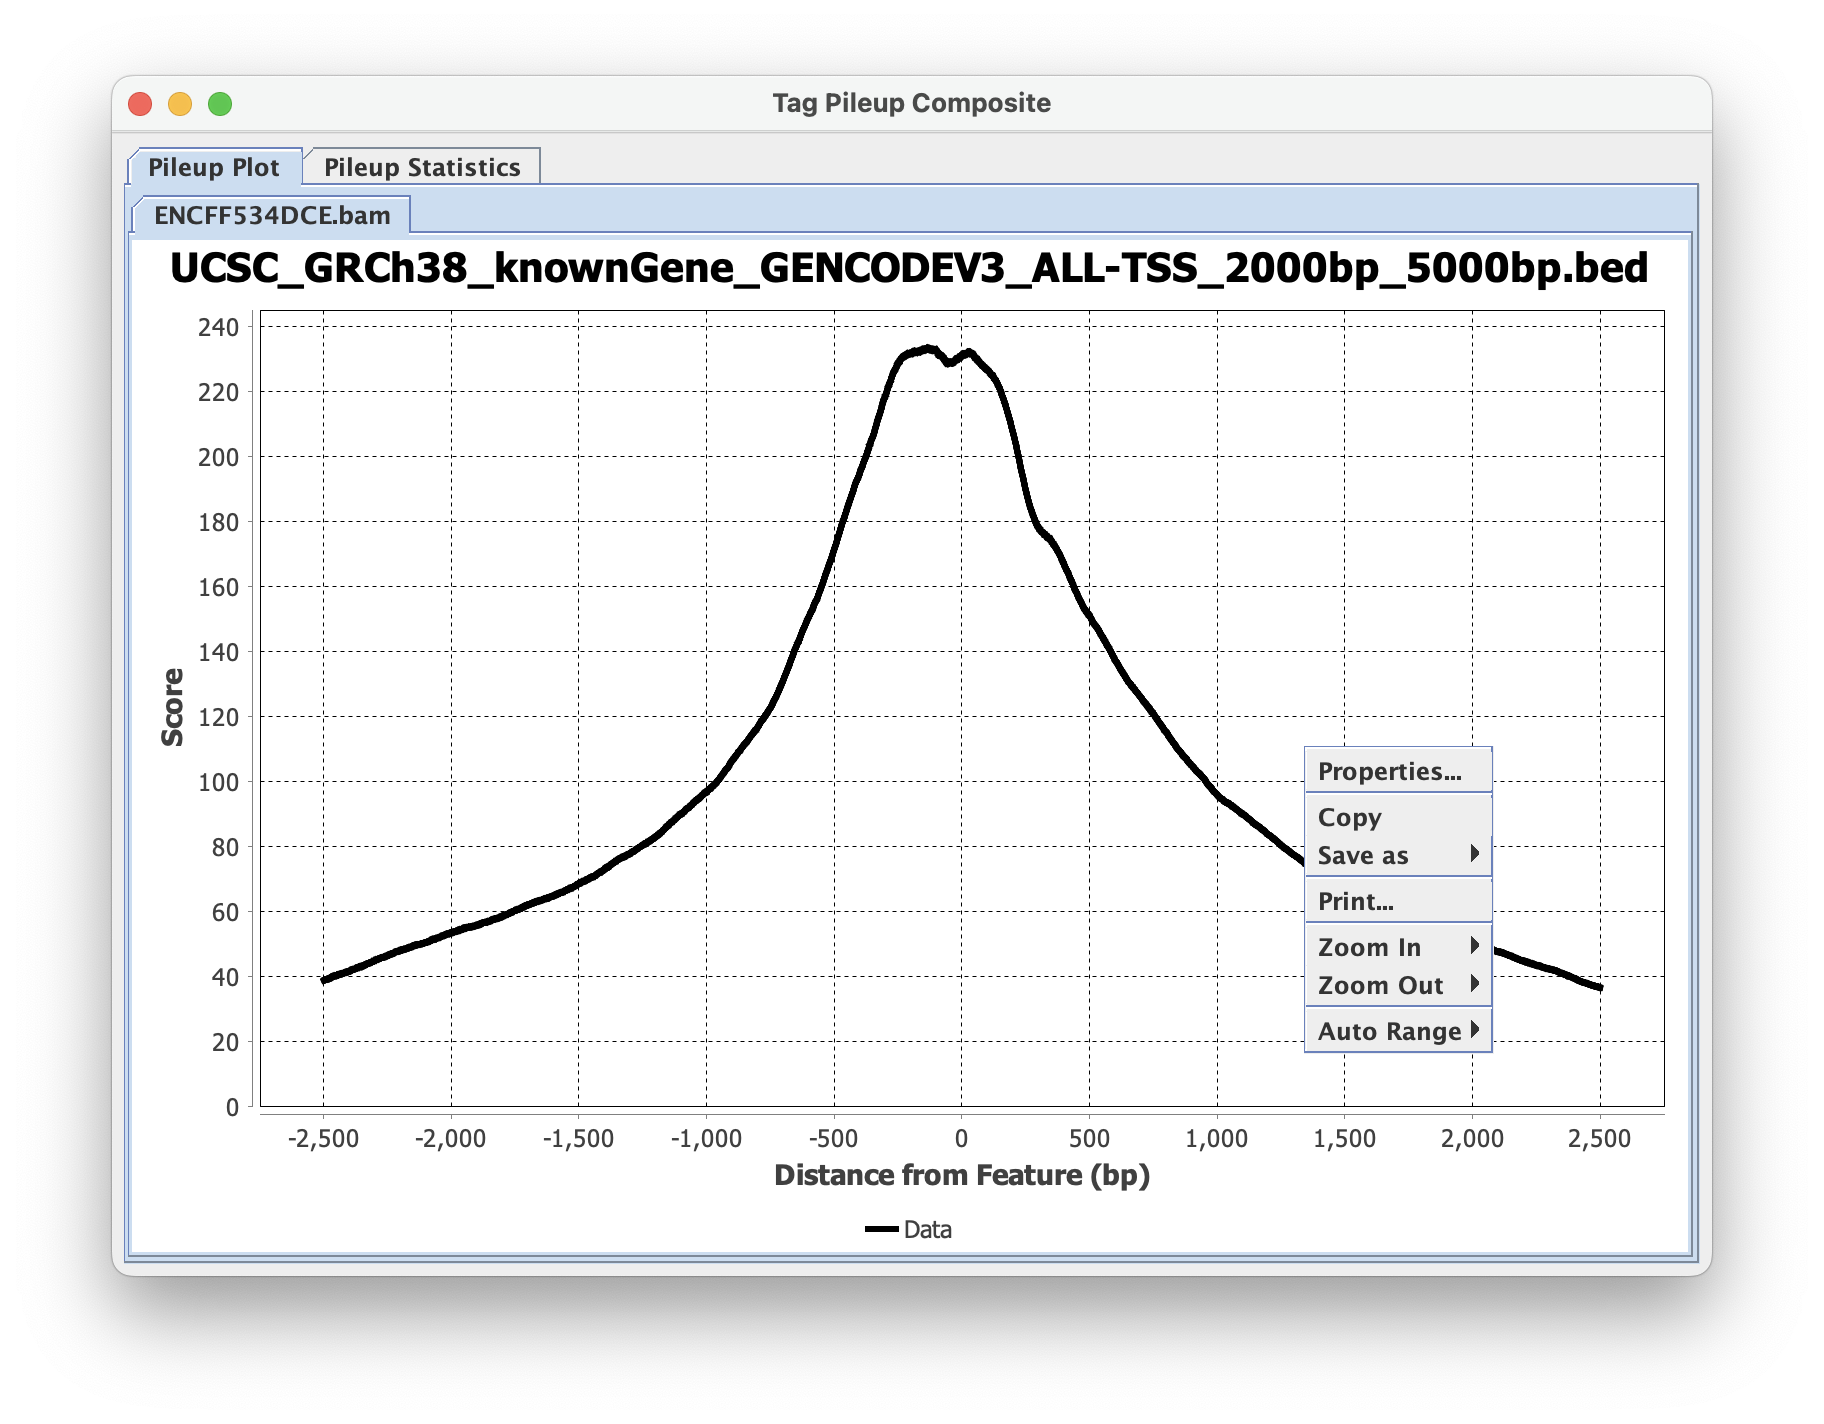 Tag Pileup Composite
Pileup Plot
Pileup Statistics
ENCFF534DCE.bam
UCSC_GRCh38_knownGene_GENCODEV3_ALL-TSS_2000bp_5000bp.bed
240
220
200
180
160
140
120
100
80
60
40
20
0
Score
Properties...
Copy
Save as
Print...
Zoom In
Zoom Out
Auto Range
-2,500 -2,000 -1,500 -1,000 -500 0 500 1,000 1,500 2,000 2,500
Distance from Feature (bp)
Data